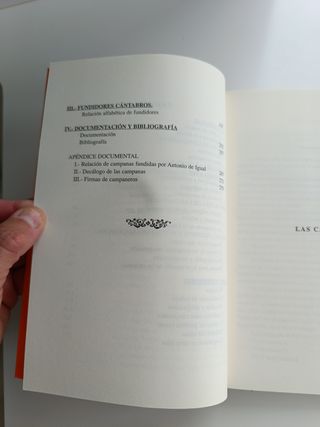 III.- FUNDIDORES CÁNTABROS.
Relación alfabética de fundidores
IV.- DOCUMENTACIÓN Y BIBLIOGRAFÍA
Documentación
Bibliografía
APÉNDICE DOCUMENTAL
I.- Relación de campanas fundidas por Antonio de Igual
II.- Decálogo de las campanas
III.- Firmas de campaneros
LAS